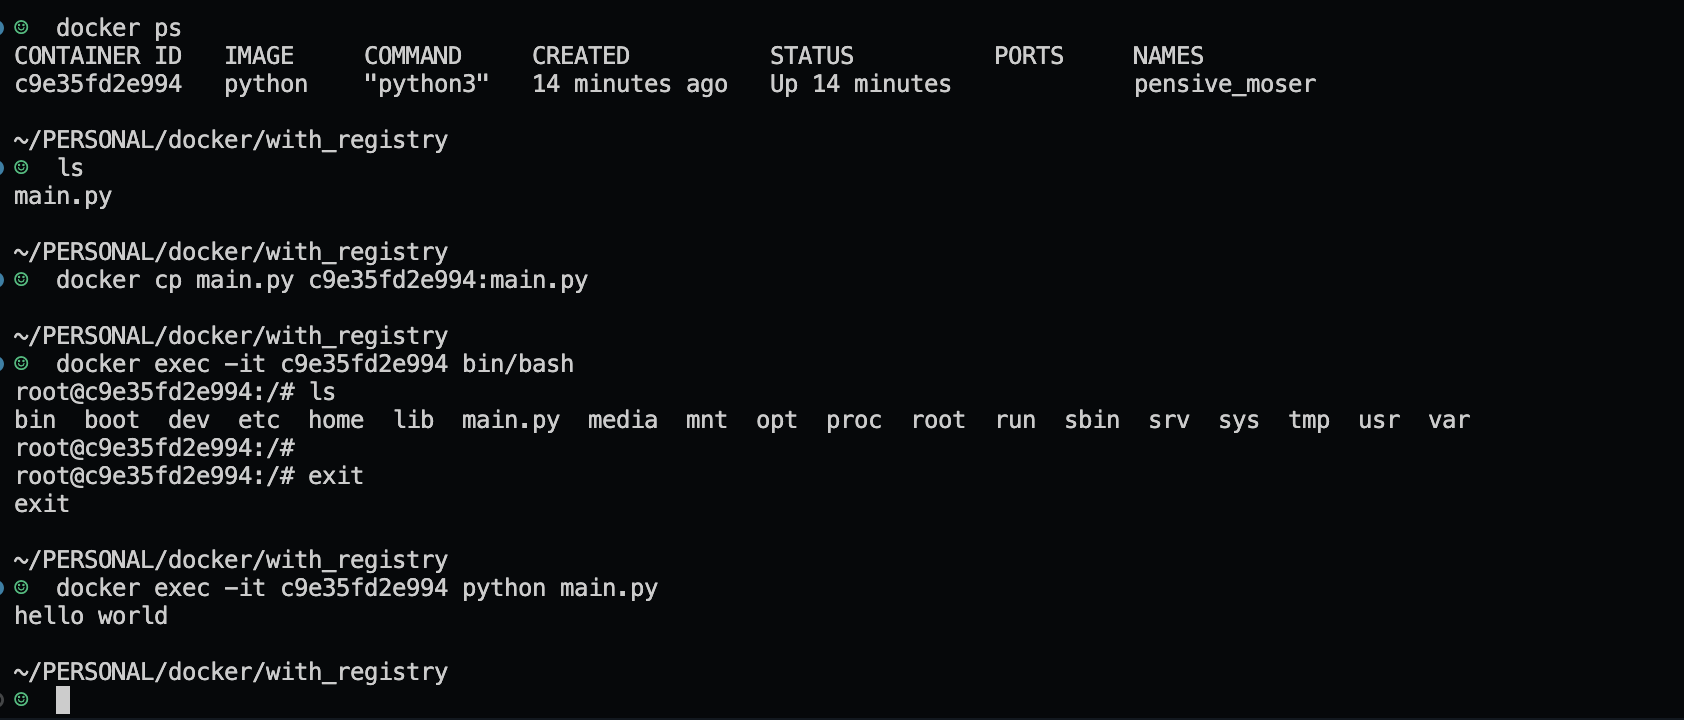 docker ps
CONTAINER ID   IMAGE     COMMAND     CREATED          STATUS          PORTS     NAMES
c9e35fd2e994   python    "python3"   14 minutes ago   Up 14 minutes             pensive_moser
~/PERSONAL/docker/with_registry
ls
main.py
~/PERSONAL/docker/with_registry
docker cp main.py c9e35fd2e994:main.py
~/PERSONAL/docker/with_registry
docker exec -it c9e35fd2e994 bin/bash
root@c9e35fd2e994:/# ls
bin  boot  dev  etc  home  lib  main.py  media  mnt  opt  proc  root  run  sbin  srv  sys  tmp  usr  var
root@c9e35fd2e994:/#
root@c9e35fd2e994:/# exit
exit
~/PERSONAL/docker/with_registry
docker exec -it c9e35fd2e994 python main.py
hello world
~/PERSONAL/docker/with_registry